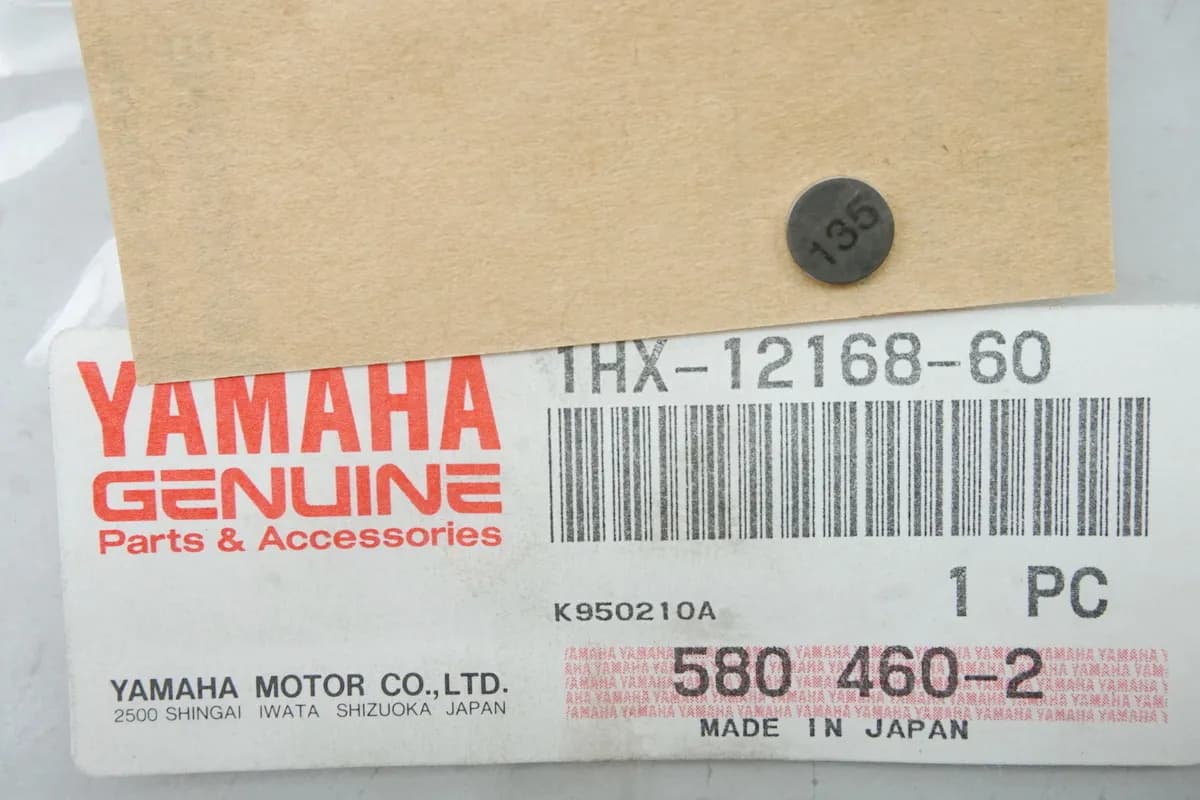 135
1HX-12168-60
YAMAHA
GENUINE
Parts & Accessories
1 PC
K950210A
580 460-2
YAMAHA MOTOR CO.,LTD.
2500 SHINGAI IWATA SHIZUOKA JAPAN
MADE IN JAPAN